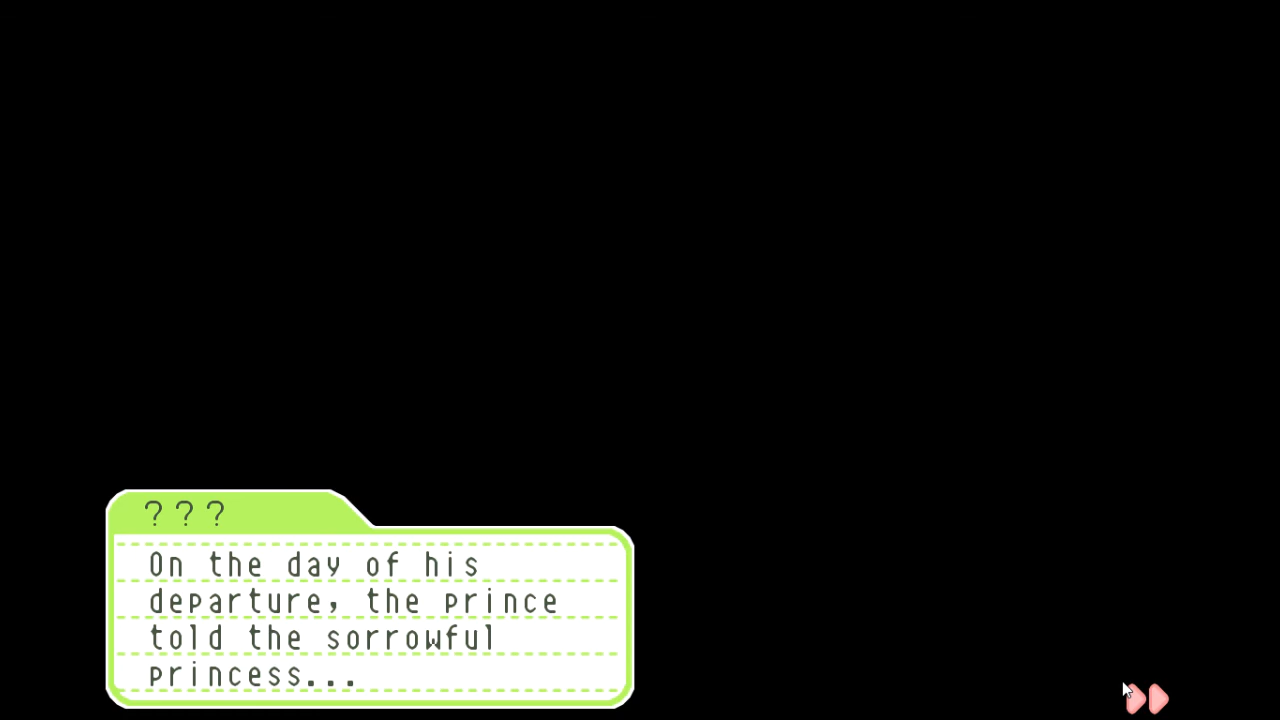 ???
On the day of his
departure, the prince
told the sorrowful
princess...